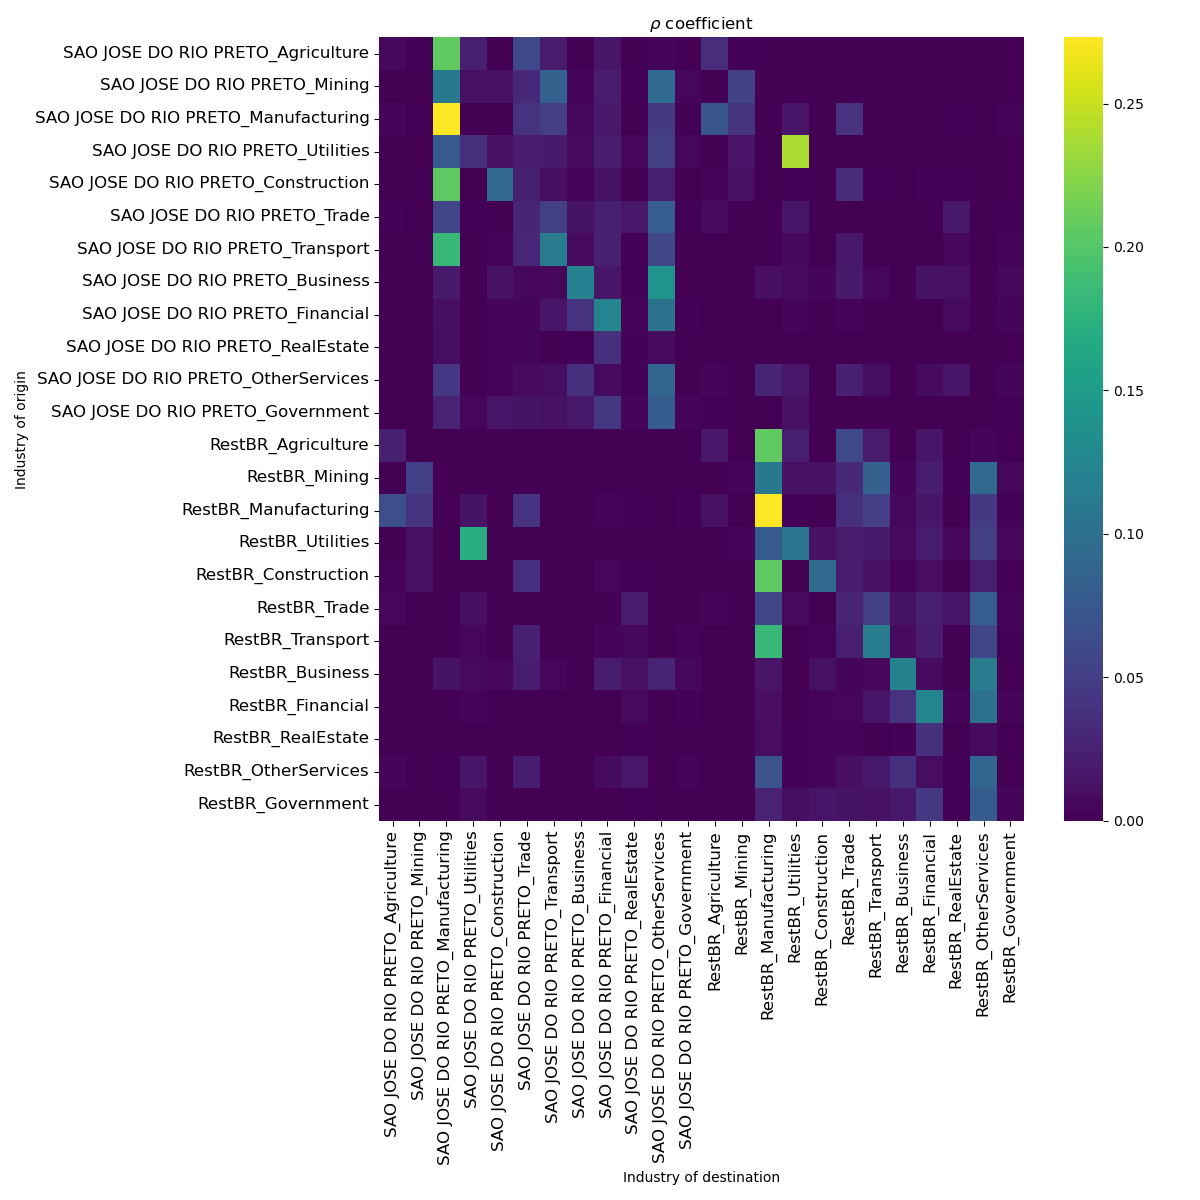 ρ coefficient
SAO JOSE DO RIO PRETO_Agriculture
SAO JOSE DO RIO PRETO_Mining
SAO JOSE DO RIO PRETO_Manufacturing
SAO JOSE DO RIO PRETO_Utilities
SAO JOSE DO RIO PRETO_Construction
SAO JOSE DO RIO PRETO_Trade
SAO JOSE DO RIO PRETO_Transport
SAO JOSE DO RIO PRETO_Business
SAO JOSE DO RIO PRETO_Financial
SAO JOSE DO RIO PRETO_RealEstate
SAO JOSE DO RIO PRETO_OtherServices
SAO JOSE DO RIO PRETO_Government
RestBR_Agriculture
RestBR_Mining
RestBR_Manufacturing
RestBR_Utilities
RestBR_Construction
RestBR_Trade
RestBR_Transport
RestBR_Business
RestBR_Financial
RestBR_RealEstate
RestBR_OtherServices
RestBR_Government
Industry of origin
SAO JOSE DO RIO PRETO_Agriculture
SAO JOSE DO RIO PRETO_Mining
SAO JOSE DO RIO PRETO_Manufacturing
SAO JOSE DO RIO PRETO_Utilities
SAO JOSE DO RIO PRETO_Construction
SAO JOSE DO RIO PRETO_Trade
SAO JOSE DO RIO PRETO_Transport
SAO JOSE DO RIO PRETO_Business
SAO JOSE DO RIO PRETO_Financial
SAO JOSE DO RIO PRETO_RealEstate
SAO JOSE DO RIO PRETO_OtherServices
SAO JOSE DO RIO PRETO_Government
RestBR_Agriculture
RestBR_Mining
RestBR_Manufacturing
RestBR_Utilities
RestBR_Construction
RestBR_Trade
RestBR_Transport
RestBR_Business
RestBR_Financial
RestBR_RealEstate
RestBR_OtherServices
RestBR_Government
Industry of destination
0.25
0.20
0.15
0.10
0.05
0.00